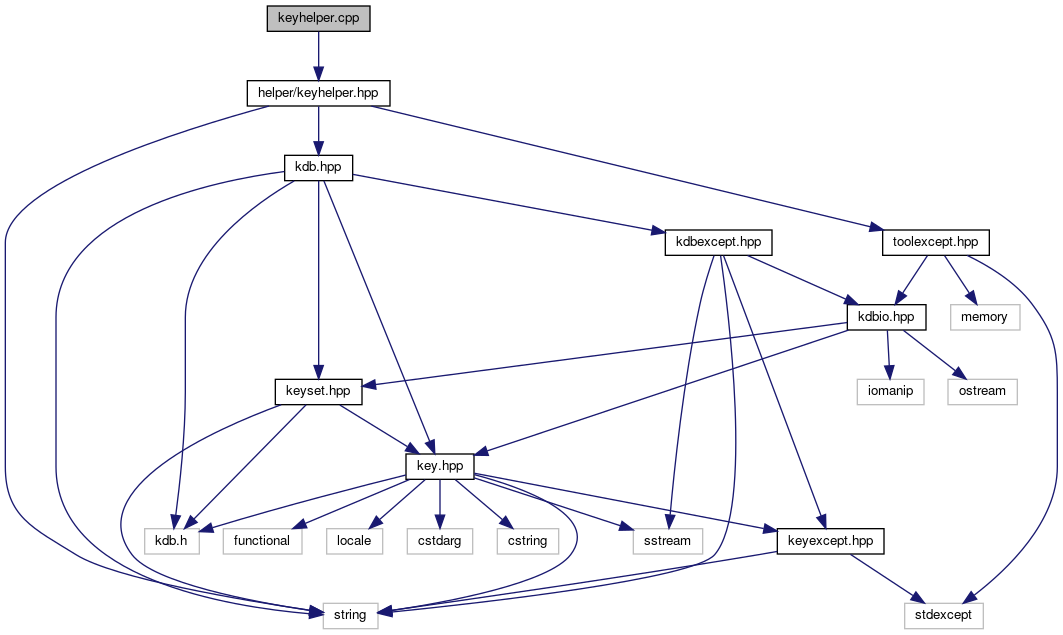 keyhelper.cpp
helper/keyhelper.hpp
kdb.hpp
kdbexcept.hpp
toolexcept.hpp
kdbio.hpp
memory
keyset.hpp
iomanip
ostream
key.hpp
kdb.h
functional
locale
cstdarg
cstring
sstream
keyexcept.hpp
string
stdexcept